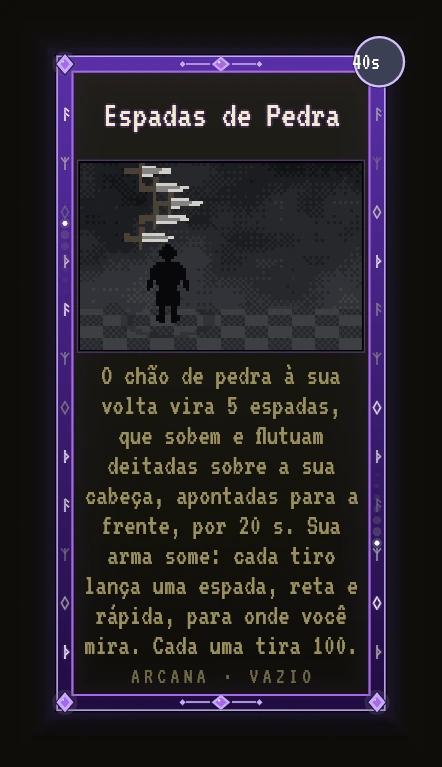 40s
Espadas de Pedra
O chão de pedra à sua
volta vira 5 espadas,
que sobem e flutuam
deitadas sobre a sua
cabeça, apontadas para a
frente, por 20 s. Sua
arma some: cada tiro
lança uma espada, reta e
rápida, para onde você
mira. Cada uma tira 100.
ARCANA · VAZIO